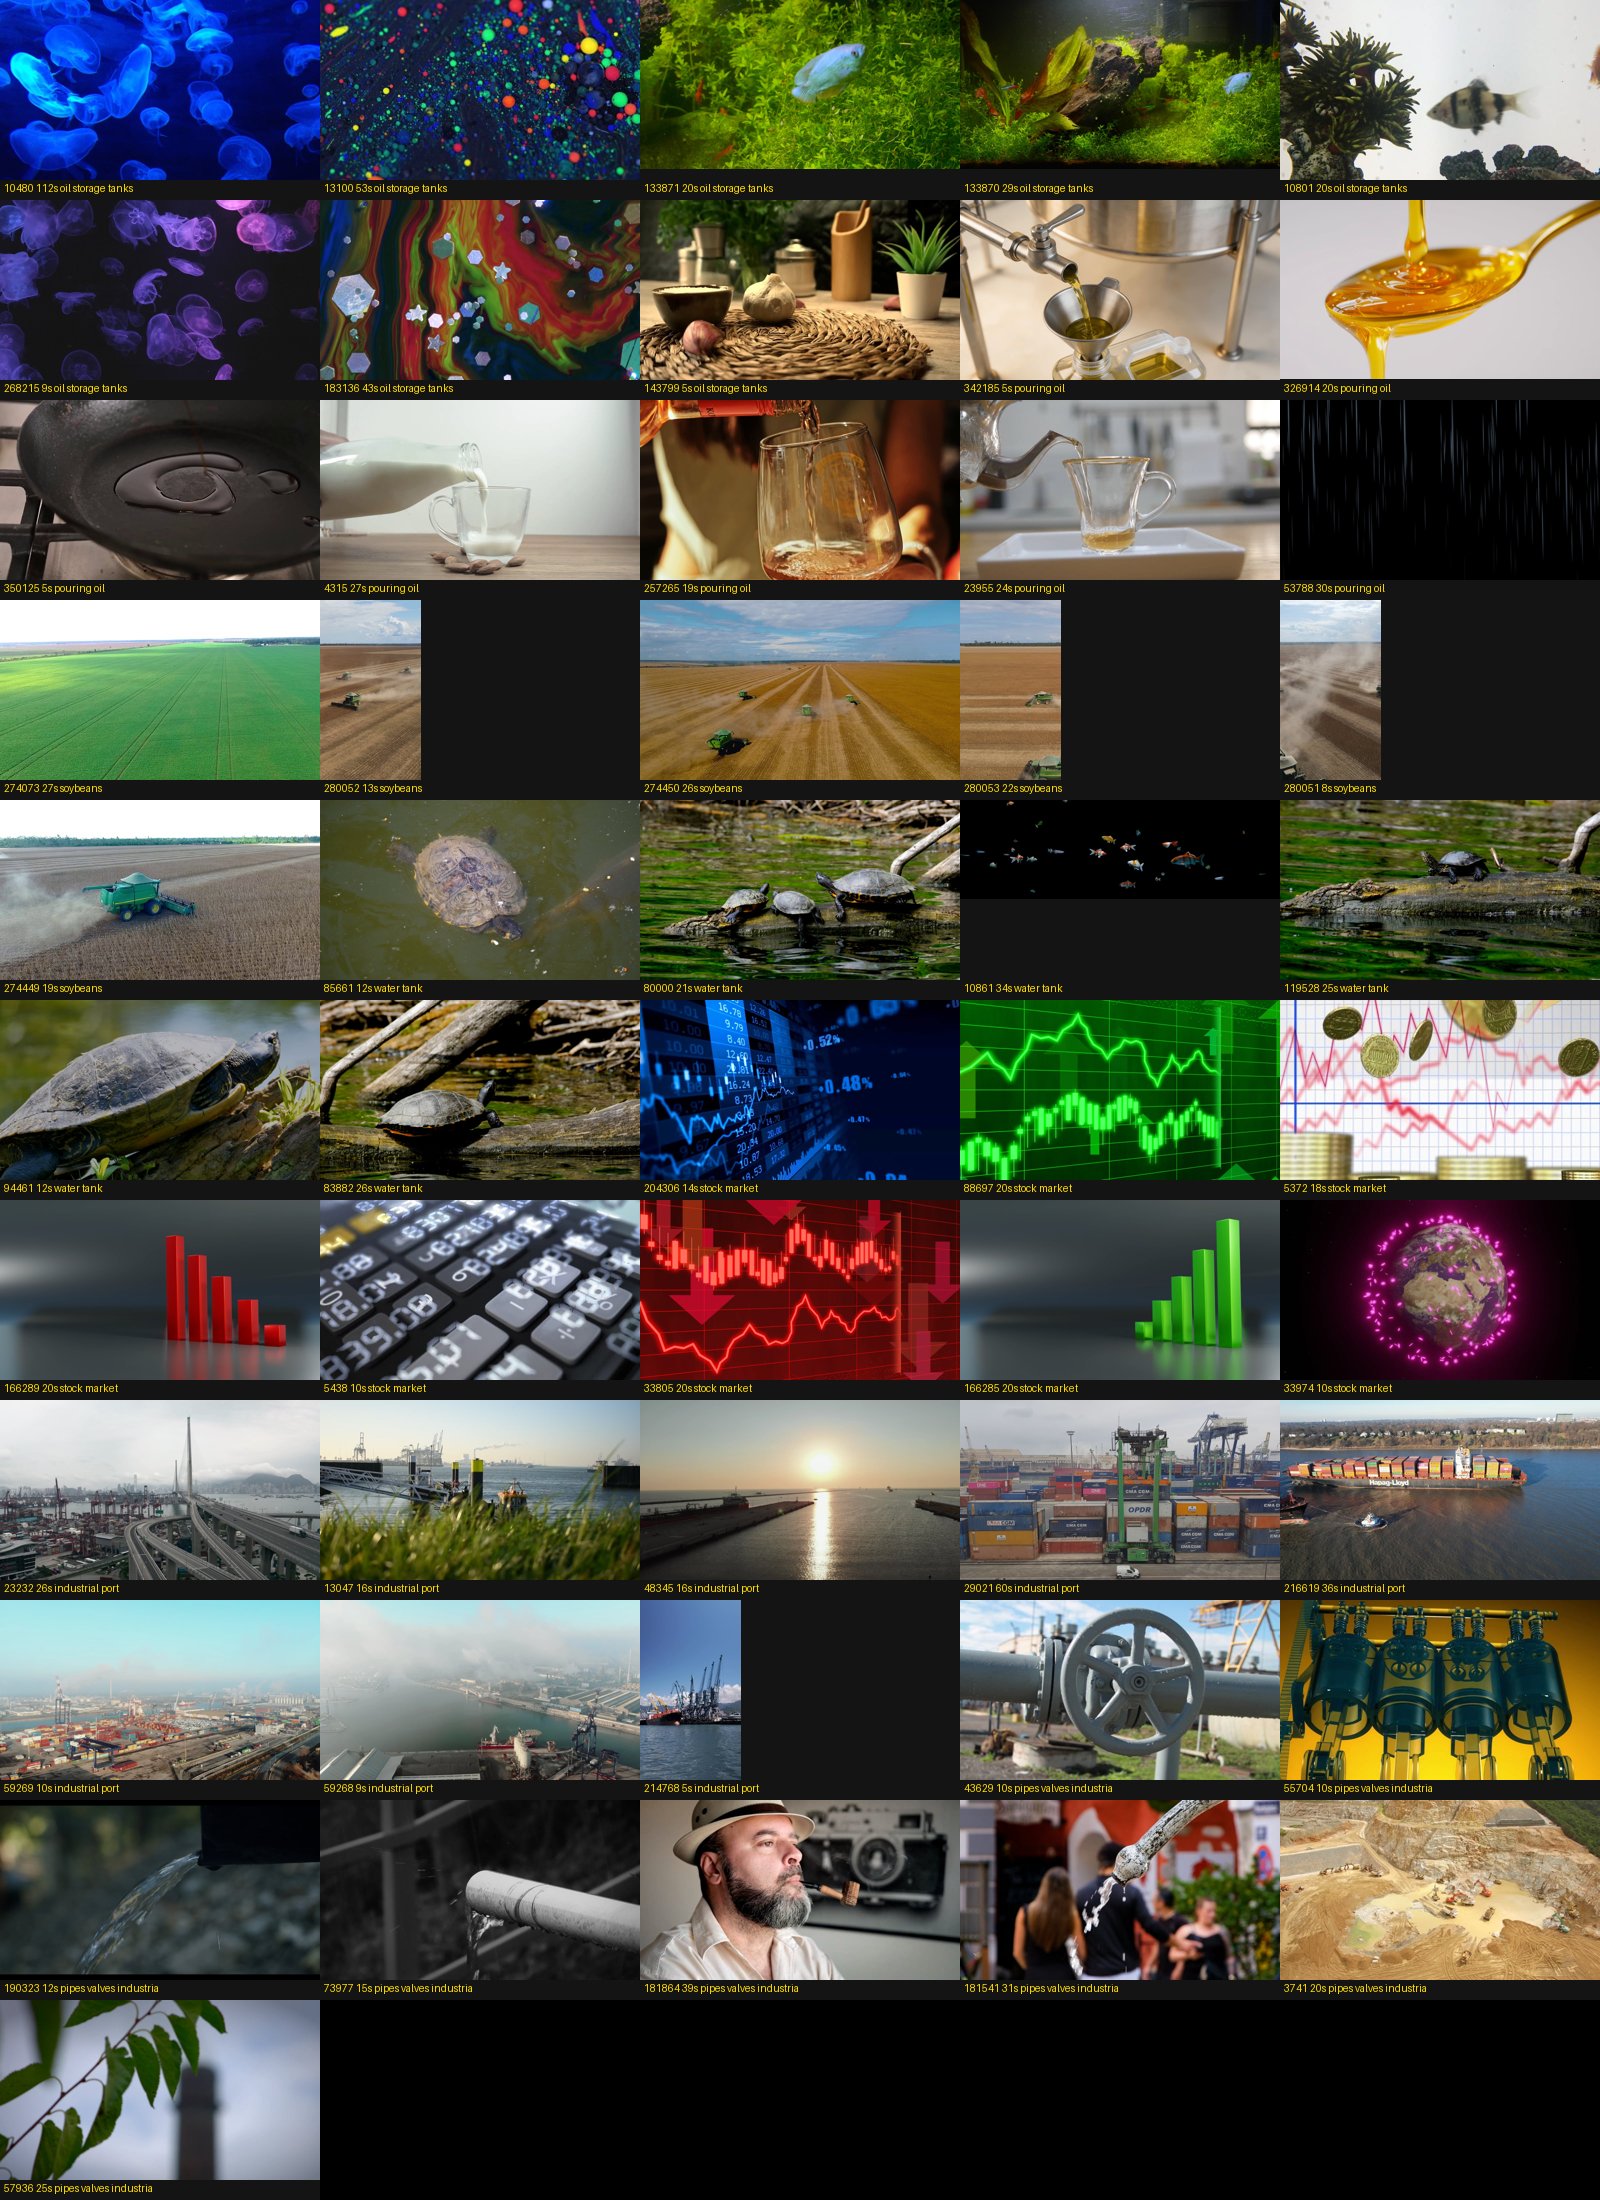 10480 112s oil storage tanks
13100 53s oil storage tanks
133871 20s oil storage tanks
133870 29s oil storage tanks
10801 20s oil storage tanks
268215 9s oil storage tanks
183136 43s oil storage tanks
143799 5s oil storage tanks
342185 5s pouring oil
326914 20s pouring oil
350125 5s pouring oil
4315 27s pouring oil
257265 19s pouring oil
23955 24s pouring oil
53788 30s pouring oil
274073 27s soybeans
280052 13s soybeans
274450 26s soybeans
280053 22s soybeans
280051 8s soybeans
274449 19s soybeans
85661 12s water tank
80000 21s water tank
10861 34s water tank
119528 25s water tank
94461 12s water tank
83882 26s water tank
204306 14s stock market
88697 20s stock market
5372 18s stock market
166289 20s stock market
5438 10s stock market
33805 20s stock market
166285 20s stock market
33974 10s stock market
23232 26s industrial port
13047 16s industrial port
48345 16s industrial port
29021 60s industrial port
Hapag-Lloyd
216619 36s industrial port
59269 10s industrial port
59268 9s industrial port
214768 5s industrial port
43629 10s pipes valves industria
55704 10s pipes valves industria
190323 12s pipes valves industria
73977 15s pipes valves industria
181864 39s pipes valves industria
181541 31s pipes valves industria
3741 20s pipes valves industria
57936 25s pipes valves industria